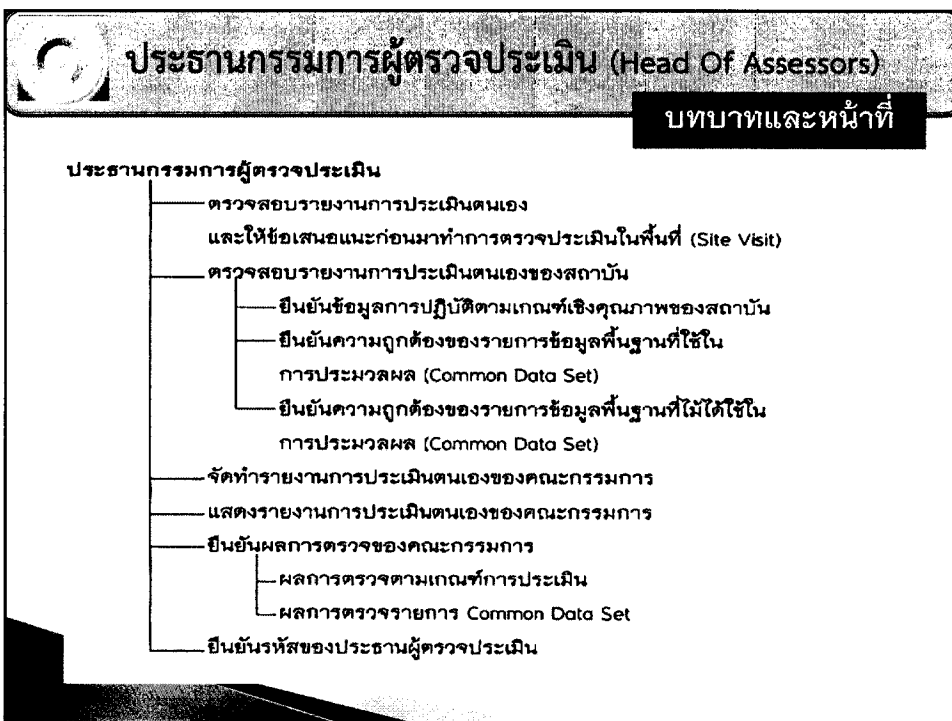 ประธานกรรมการผู้ตรวจประเมิน (Head Of Assessors)
บทบาทและหน้าที่
ประธานกรรมการผู้ตรวจประเมิน
ตรวจสอบรายงานการประเมินตนเอง
และให้ข้อเสนอแนะก่อนมาทำการตรวจประเมินในพื้นที่ (Site Visit)
ตรวจสอบรายงานการประเมินตนเองของสถาบัน
ยืนยันข้อมูลการปฏิบัติตามเกณฑ์เชิงคุณภาพของสถาบัน
ยืนยันความถูกต้องของรายการข้อมูลพื้นฐานที่ใช้ใน
การประมวลผล (Common Data Set)
ยืนยันความถูกต้องของรายการข้อมูลพื้นฐานที่ไม่ได้ใช้ใน
การประมวลผล (Common Data Set)
จัดทำรายงานการประเมินตนเองของคณะกรรมการ
แสดงรายงานการประเมินตนเองของคณะกรรมการ
ยืนยันผลการตรวจของคณะกรรมการ
ผลการตรวจตามเกณฑ์การประเมิน
ผลการตรวจรายการ Common Data Set
ยืนยันรหัสของประธานผู้ตรวจประเมิน